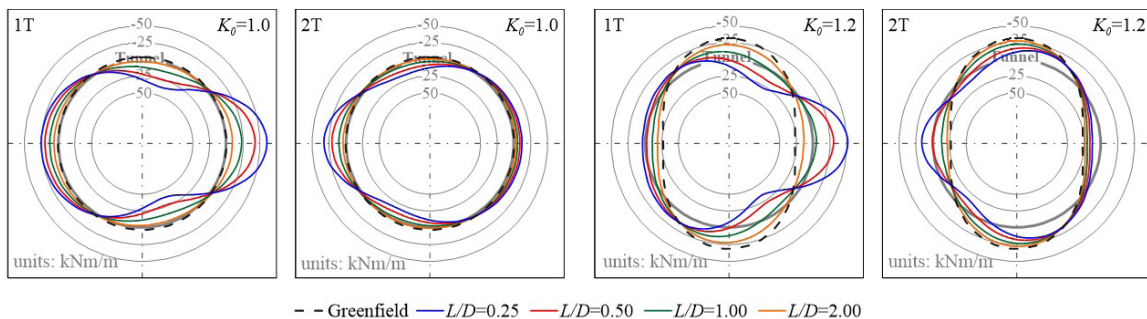 1T
K₀=1.0
-50
-25
Tunnel
25
50
units: kNm/m
2T
K₀=1.0
-50
-25
Tunnel
25
50
units: kNm/m
1T
K₀=1.2
-50
-25
Tunnel
25
50
units: kNm/m
2T
K₀=1.2
-50
-25
Tunnel
25
50
units: kNm/m
Greenfield L/D=0.25 L/D=0.50 L/D=1.00 L/D=2.00